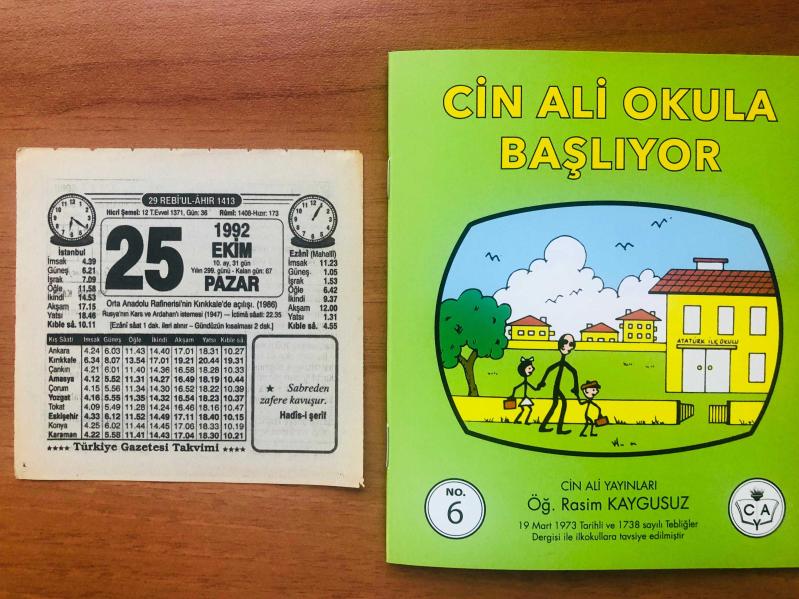 29 REBİ'UL-ÂHIR 1413
Hicrî Şemsî: 12 T.Evvel 1371, Gün: 36 Rûmî: 1408-Hızır: 173
25
1992
EKİM
10. ay, 31 gün
Yılın 299. günü - Kalan gün: 67
PAZAR
İstanbul
İmsak 4.39
Güneş 6.21
İşrak 7.09
Öğle 11.58
İkindi 14.53
Akşam 17.15
Yatsı 18.46
Kıble sâ. 10.11
Ezânî (Mahallî)
İmsak 11.23
Güneş 1.05
İşrak 1.53
Öğle 6.42
İkindi 9.37
Akşam 12.00
Yatsı 1.31
Kıble sâ. 4.55
Orta Anadolu Rafinerisi'nin Kırıkkale'de açılışı. (1986)
Rusya'nın Kars ve Ardahan'ı istemesi (1947) — İctimâ sâati: 22.35
[Ezânî sâat 1 dak. ileri alınır – Gündüzün kısalması 2 dak.]
Kış Sâati İmsak Güneş Öğle İkindi Akşam Yatsı Kıble sa.
Ankara 4.24 6.03 11.43 14.40 17.01 18.31 10.27
Kırıkkale 6.34 8.07 13.54 17.01 19.21 20.44 19.31
Çankırı 4.21 6.01 11.40 14.36 16.58 18.28 10.33
Amasya 4.12 5.52 11.31 14.27 16.49 18.19 10.44
Çorum 4.15 5.56 11.34 14.30 16.52 18.22 10.39
Yozgat 4.16 5.55 11.35 14.32 16.54 18.23 10.37
Tokat 4.09 5.49 11.28 14.24 16.46 18.16 10.47
Eskişehir 4.33 6.12 11.52 14.49 17.11 18.40 10.15
Konya 4.25 6.02 11.44 14.45 17.06 18.33 10.19
Karaman 4.22 5.58 11.41 14.43 17.04 18.30 10.21
★ Sabreden
zafere kavuşur.
Hadîs-i şerîf
★★★★ Türkiye Gazetesi Takvimi ★★★★
CİN ALİ OKULA
BAŞLIYOR
ATATÜRK İLKOKULU
CİN ALİ YAYINLARI
Öğ. Rasim KAYGUSUZ
19 Mart 1973 Tarihli ve 1738 sayılı Tebliğler
Dergisi ile ilkokullara tavsiye edilmiştir
NO.
6
C A
Y